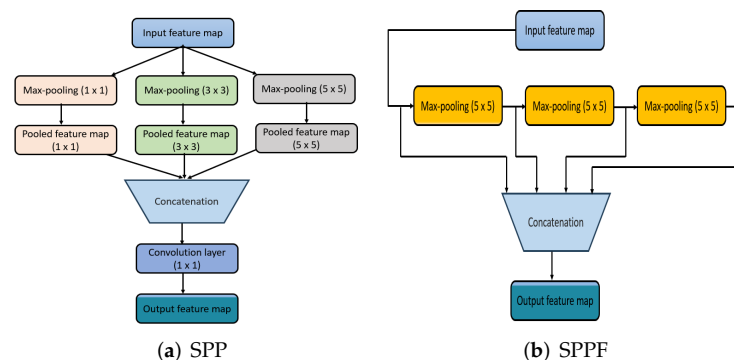 Input feature map
Max-pooling (1 x 1)
Max-pooling (3 x 3)
Max-pooling (5 x 5)
Pooled feature map
(1 x 1)
Pooled feature map
(3 x 3)
Pooled feature map
(5 x 5)
Concatenation
Convolution layer
(1 x 1)
Output feature map
(a) SPP
Input feature map
Max-pooling (5 x 5)
Max-pooling (5 x 5)
Max-pooling (5 x 5)
Concatenation
Output feature map
(b) SPPF